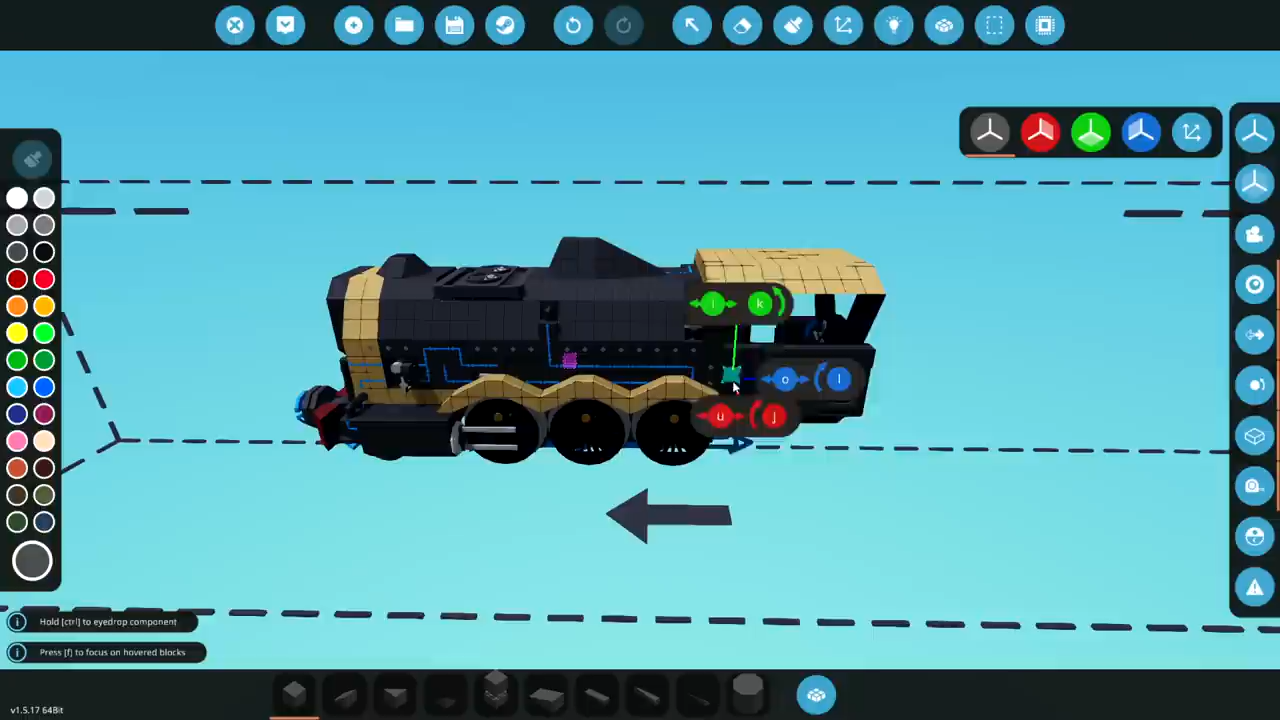 i k
o l
u j
Hold [ctrl] to eyedrop component
Press [f] to focus on hovered blocks
v1.5.17 64Bit